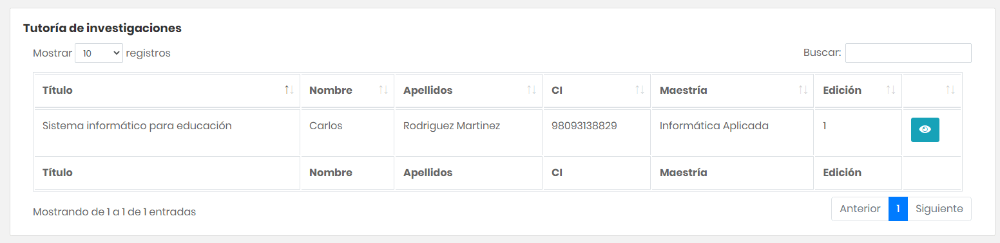 Tutoría de investigaciones
Mostrar 10 registros Buscar:
Título Nombre Apellidos CI Maestría Edición
Sistema informático para educación Carlos Rodriguez Martinez 98093138829 Informática Aplicada 1
Título Nombre Apellidos CI Maestría Edición
Mostrando de 1 a 1 de 1 entradas Anterior 1 Siguiente